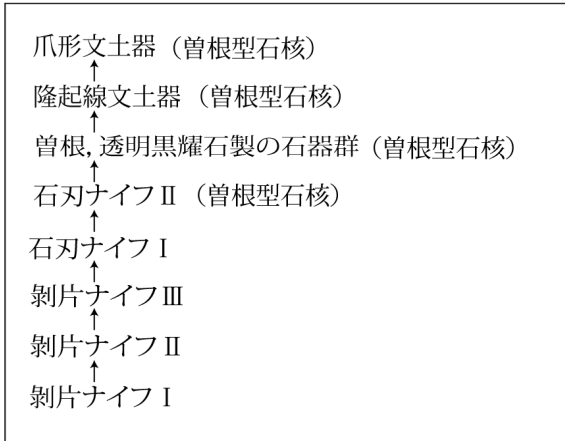 爪形文土器（曽根型石核）
↑
隆起線文土器（曽根型石核）
↑
曽根，透明黒耀石製の石器群（曽根型石核）
↑
石刃ナイフⅡ（曽根型石核）
↑
石刃ナイフⅠ
↑
剝片ナイフⅢ
↑
剝片ナイフⅡ
↑
剝片ナイフⅠ